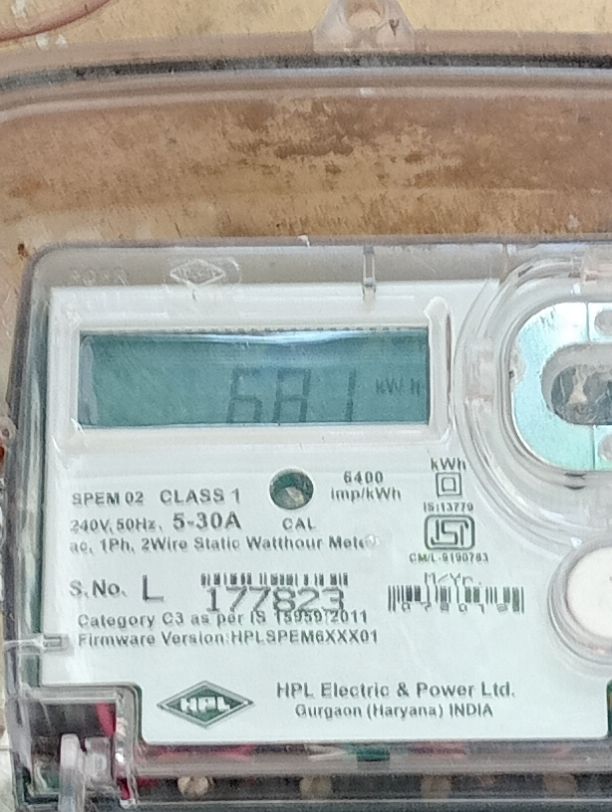 681 kWh
SPEM 02 CLASS 1
6400
imp/kWh
kWh
240V, 50Hz, 5-30A
CAL
IS:13779
ac, 1Ph, 2Wire Static Watthour Meter
ISI
CM/L-9190783
S.No. L 177823
M/Yr.
Category C3 as per IS 15959:2011
Firmware Version:HPLSPEM6XXX01
HPL
HPL Electric & Power Ltd.
Gurgaon (Haryana) INDIA